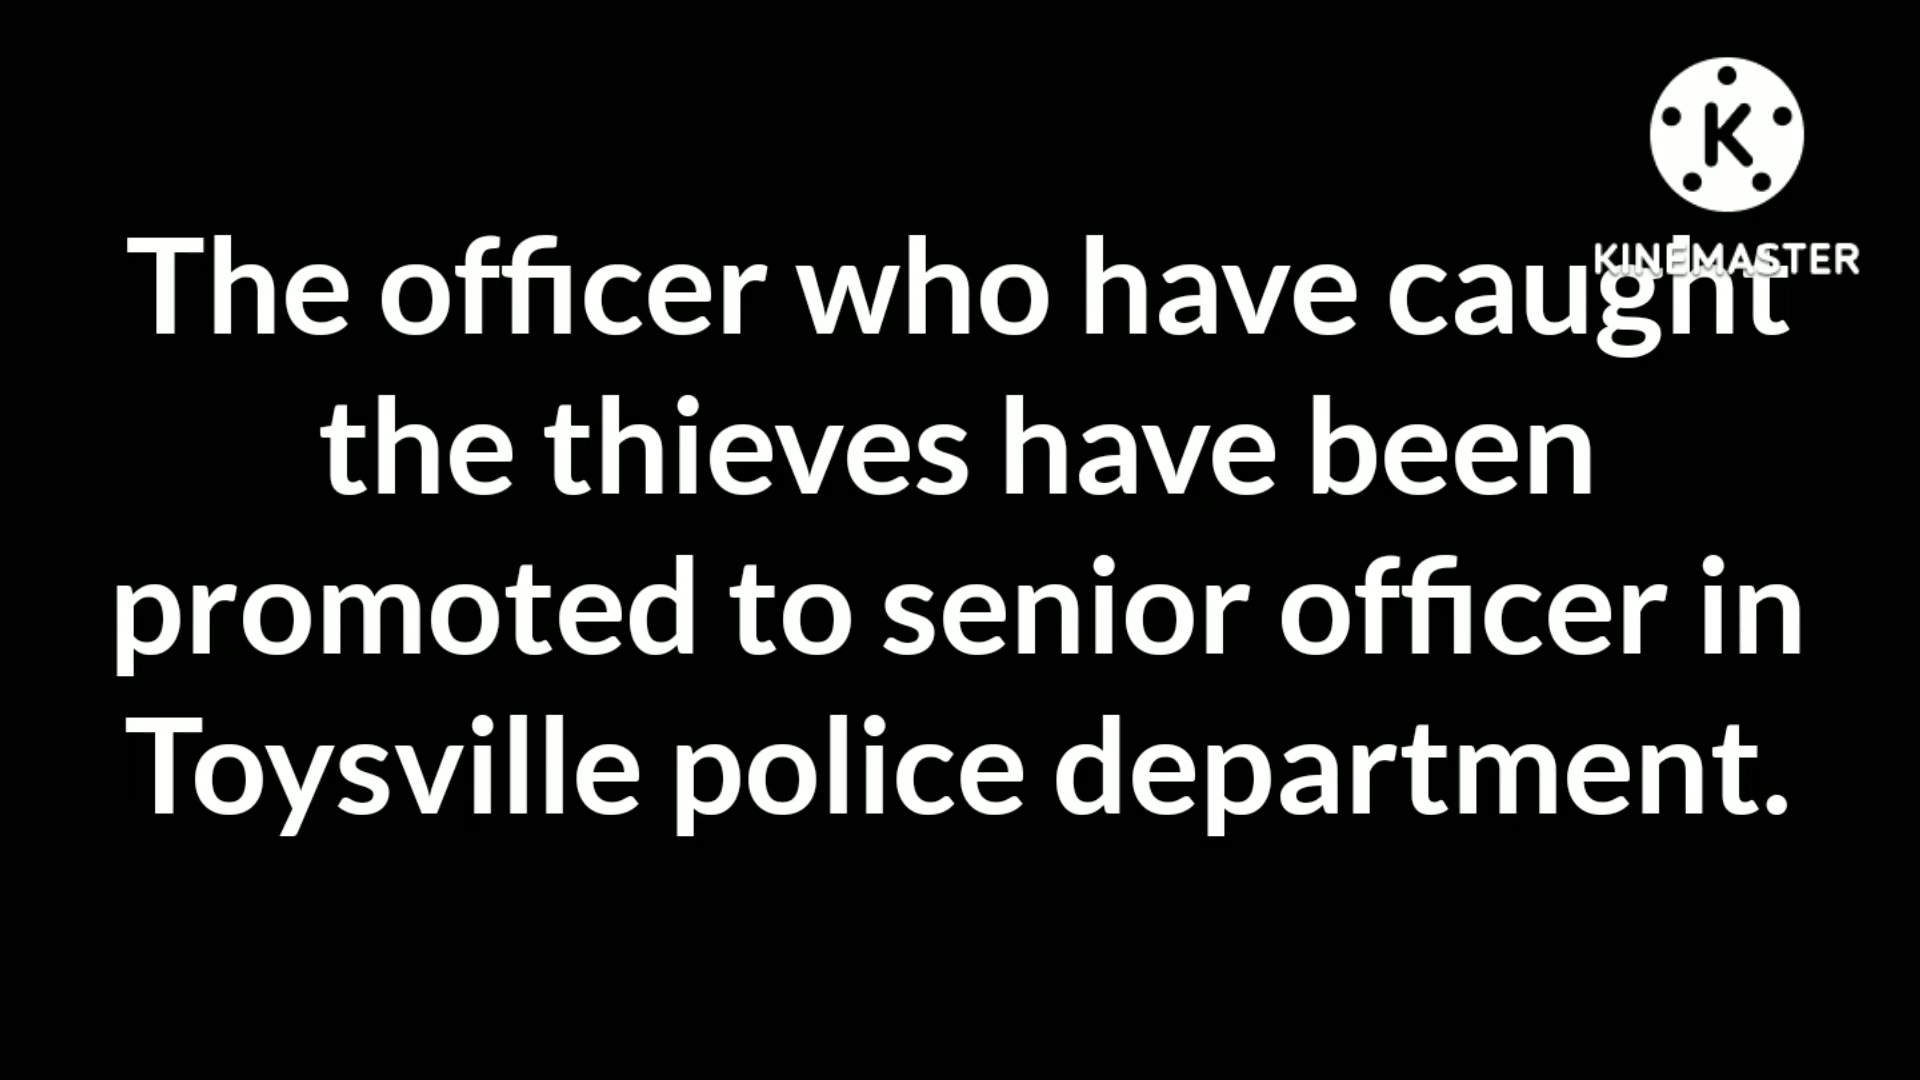 K
KINEMASTER
The officer who have caught
the thieves have been
promoted to senior officer in
Toysville police department.